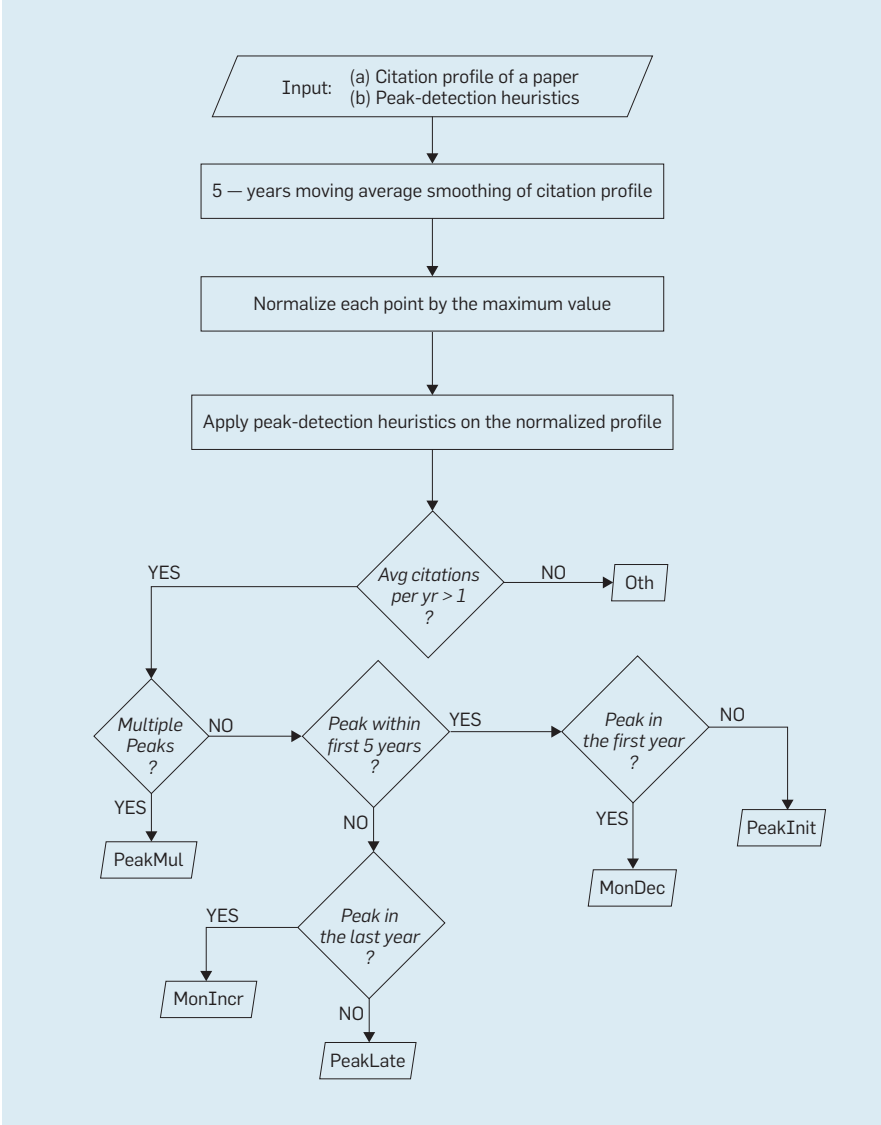 Input: (a) Citation profile of a paper
(b) Peak-detection heuristics
5 — years moving average smoothing of citation profile
Normalize each point by the maximum value
Apply peak-detection heuristics on the normalized profile
Avg citations
per yr > 1
?
YES
NO
Oth
Multiple
Peaks
?
NO
YES
PeakMul
Peak within
first 5 years
?
YES
NO
Peak in
the first year
?
NO
PeakInit
YES
MonDec
Peak in
the last year
?
YES
MonIncr
NO
PeakLate